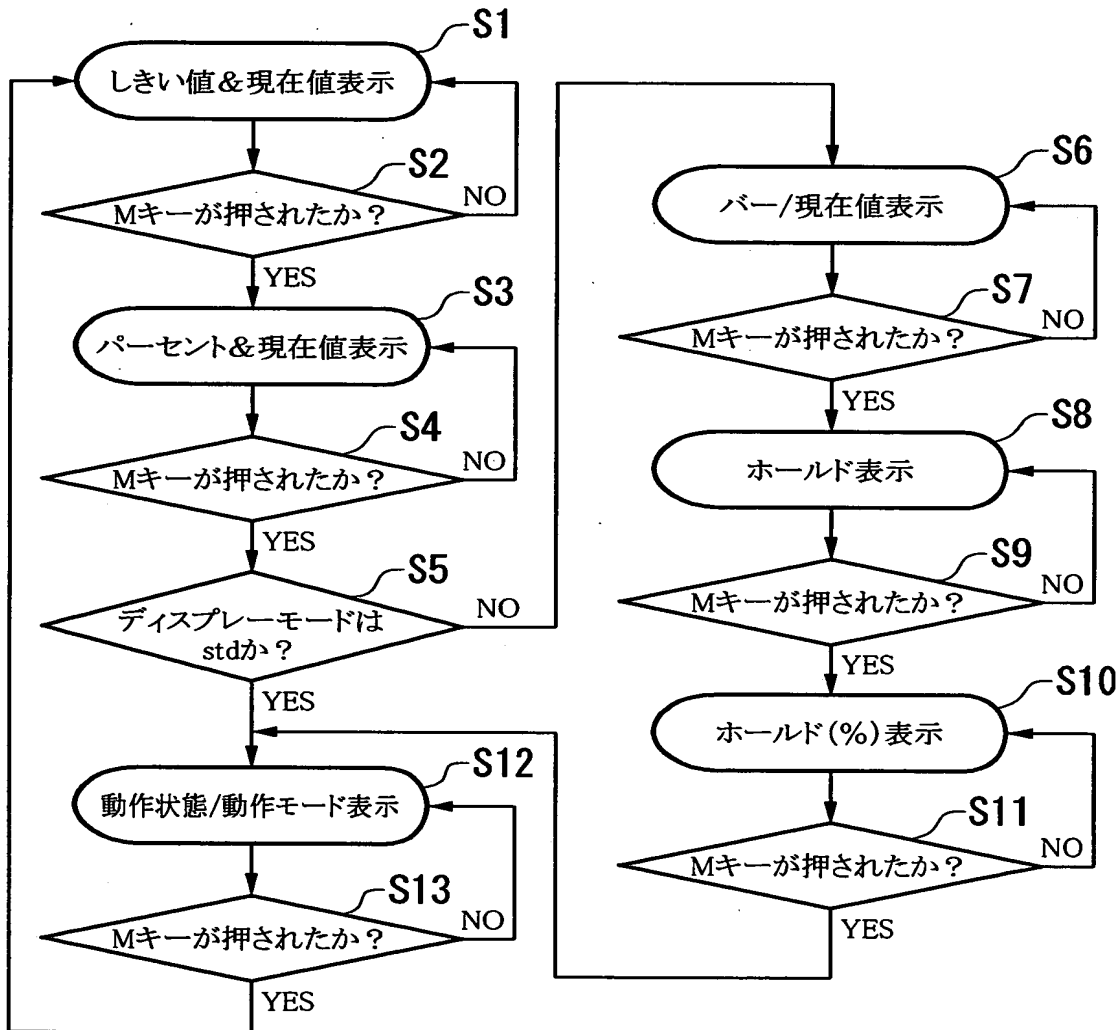 S1
しきい値&現在値表示
S2
Mキーが押されたか?
NO
YES
S3
パーセント&現在値表示
S4
Mキーが押されたか?
NO
YES
S5
ディスプレーモードは
stdか?
NO
YES
S12
動作状態/動作モード表示
S13
Mキーが押されたか?
NO
YES
S6
バー/現在値表示
S7
Mキーが押されたか?
NO
YES
S8
ホールド表示
S9
Mキーが押されたか?
NO
YES
S10
ホールド(%)表示
S11
Mキーが押されたか?
NO
YES